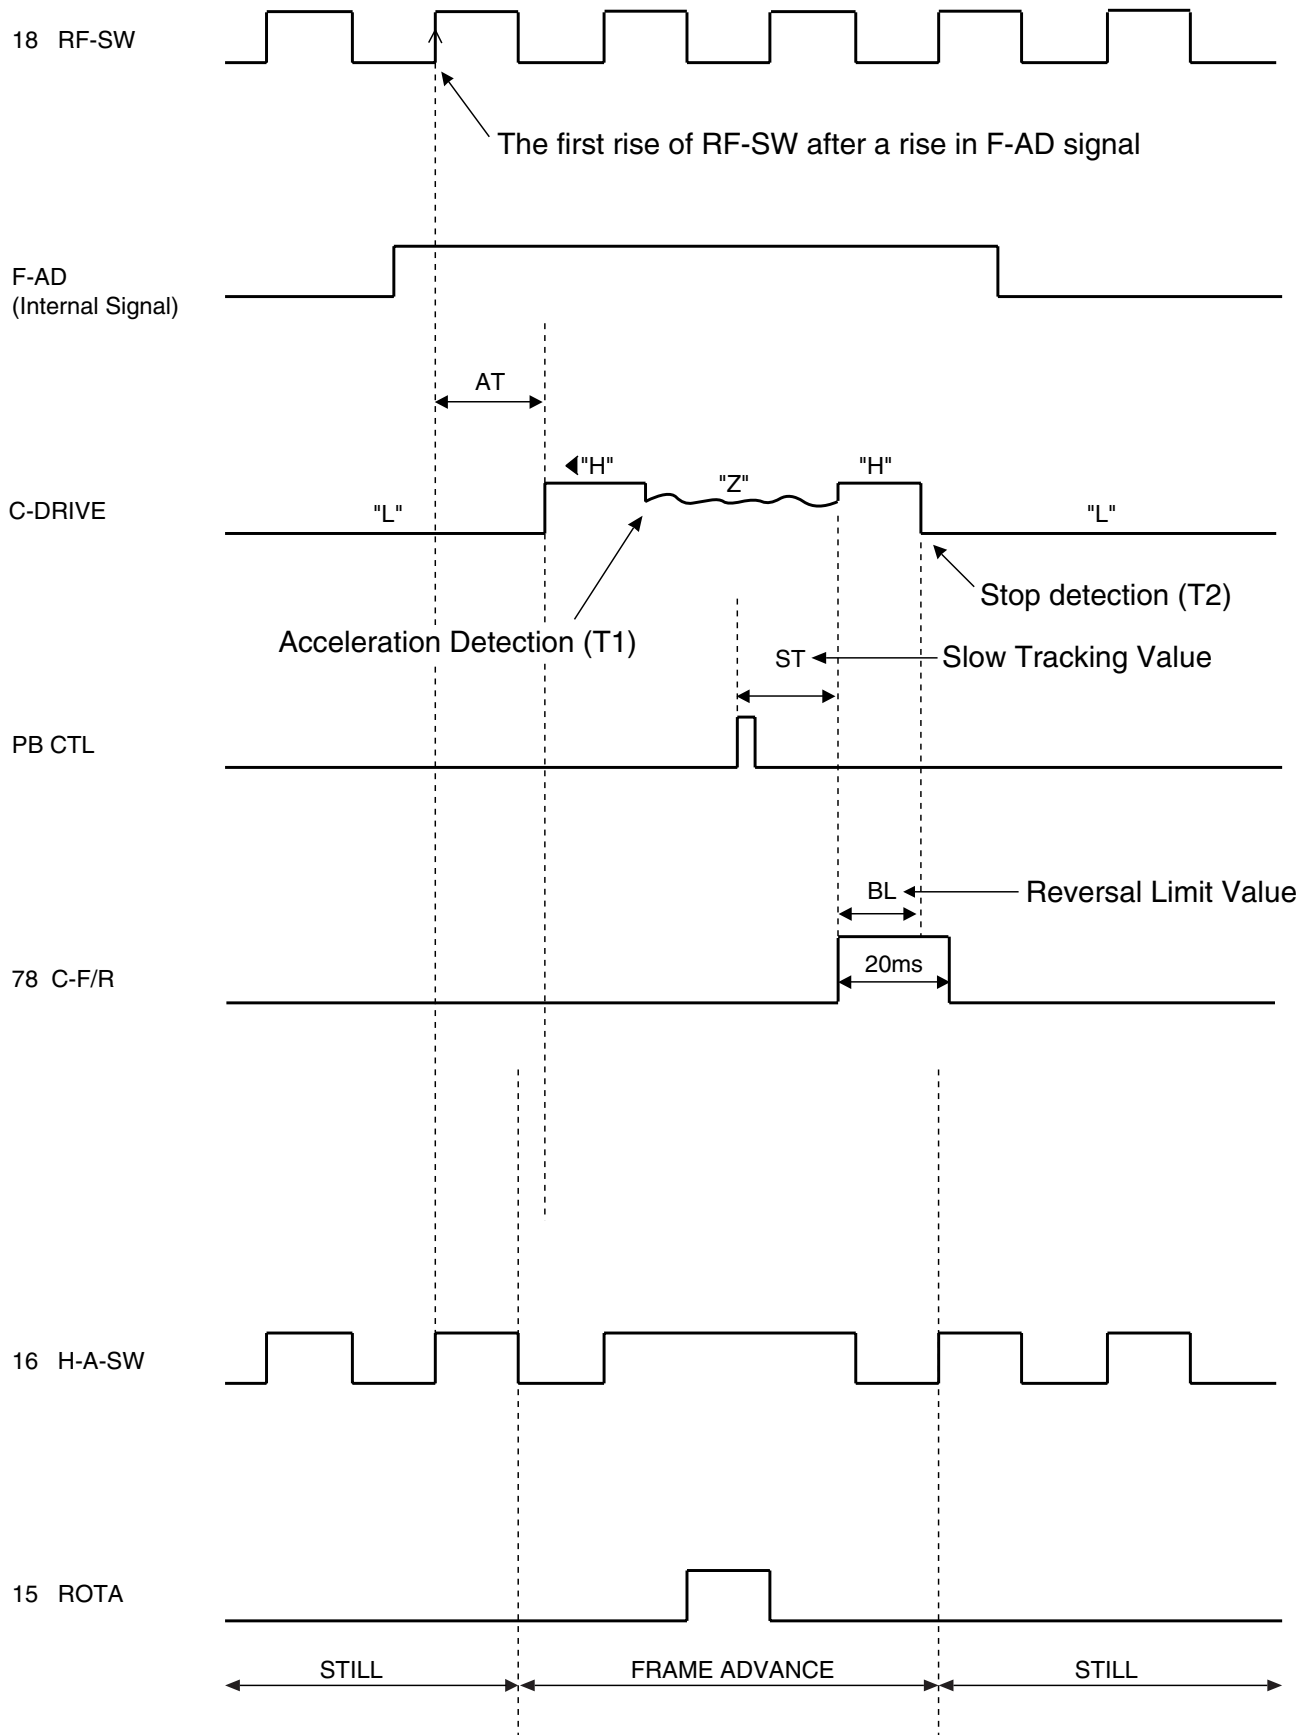 18 RF-SW
The first rise of RF-SW after a rise in F-AD signal
F-AD
(Internal Signal)
AT
"H"
"Z"
"H"
C-DRIVE
"L"
"L"
Stop detection (T2)
Acceleration Detection (T1)
ST
Slow Tracking Value
PB CTL
BL
Reversal Limit Value
20ms
78 C-F/R
16 H-A-SW
15 ROTA
STILL
FRAME ADVANCE
STILL